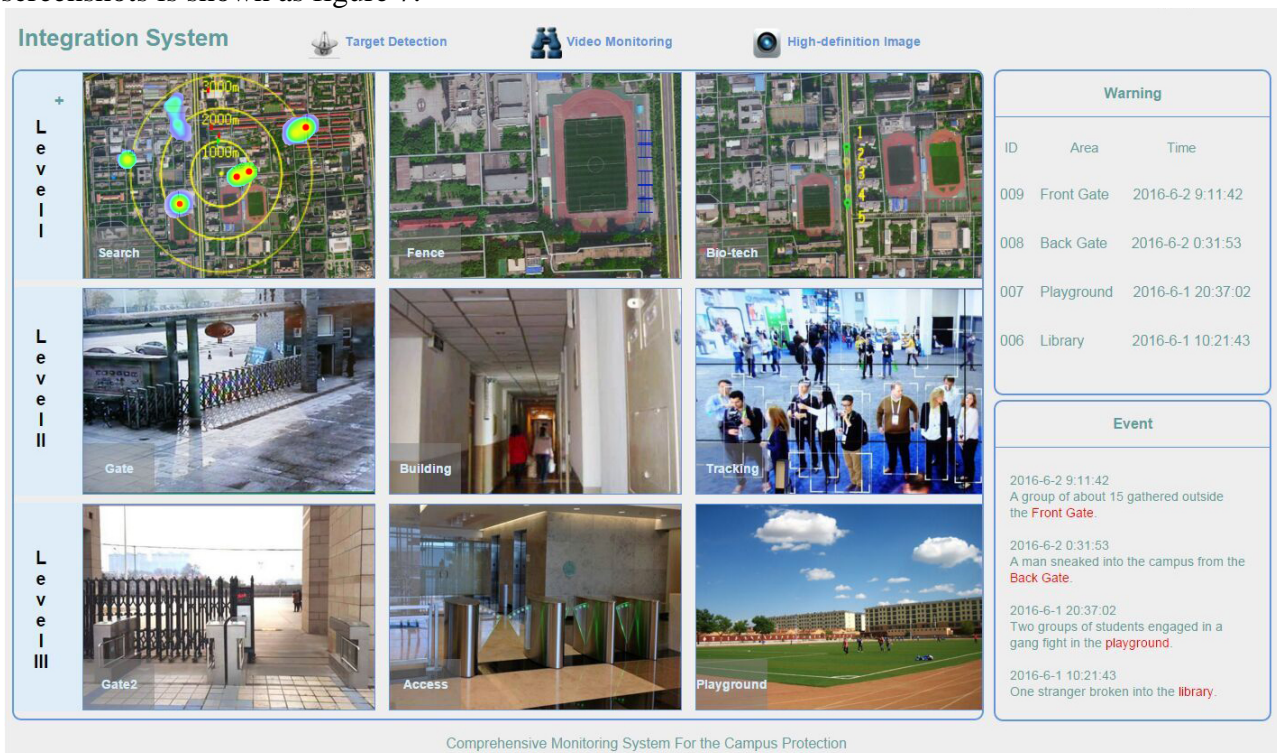 screenshots is shown as figure 7.
Integration System
Target Detection
Video Monitoring
High-definition Image
+
Level I
3000m
2000m
1000m
Search
Fence
1
2
3
4
5
Bio-tech
Level II
Gate
Building
Tracking
Level III
Gate2
Access
Playground
Warning
ID Area Time
009 Front Gate 2016-6-2 9:11:42
008 Back Gate 2016-6-2 0:31:53
007 Playground 2016-6-1 20:37:02
006 Library 2016-6-1 10:21:43
Event
2016-6-2 9:11:42
A group of about 15 gathered outside
the Front Gate.
2016-6-2 0:31:53
A man sneaked into the campus from the
Back Gate.
2016-6-1 20:37:02
Two groups of students engaged in a
gang fight in the playground.
2016-6-1 10:21:43
One stranger broken into the library.
Comprehensive Monitoring System For the Campus Protection